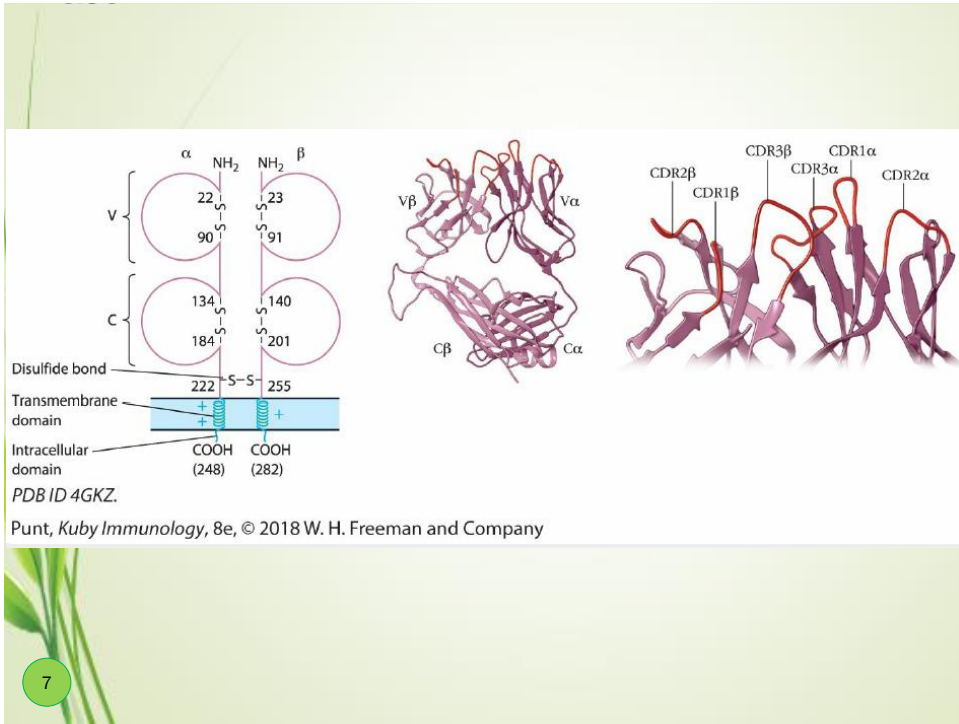 α
β
NH2
NH2
22
23
S
S
S
S
V
90
91
134
140
S
S
S
S
C
184
201
Disulfide bond
S–S
222
255
Transmembrane
domain
+
+
+
Intracellular
domain
COOH
(248)
COOH
(282)
PDB ID 4GKZ.
Punt, Kuby Immunology, 8e, © 2018 W. H. Freeman and Company
Vβ
Vα
Cβ
Cα
CDR2β
CDR1β
CDR3β
CDR3α
CDR1α
CDR2α
7